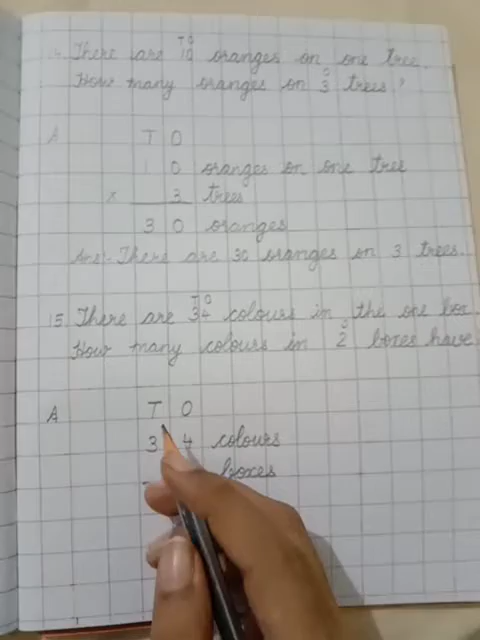 T O
14 There are 10 oranges on one tree.
O
How many oranges on 3 trees?
A T O
1 0 oranges on one tree
x 3 trees
3 0 oranges
Ans:- There are 30 oranges on 3 trees.
T O
15 There are 34 colours in the one box
O
How many colours in 2 boxes have
A T O
3 4 colours
boxes